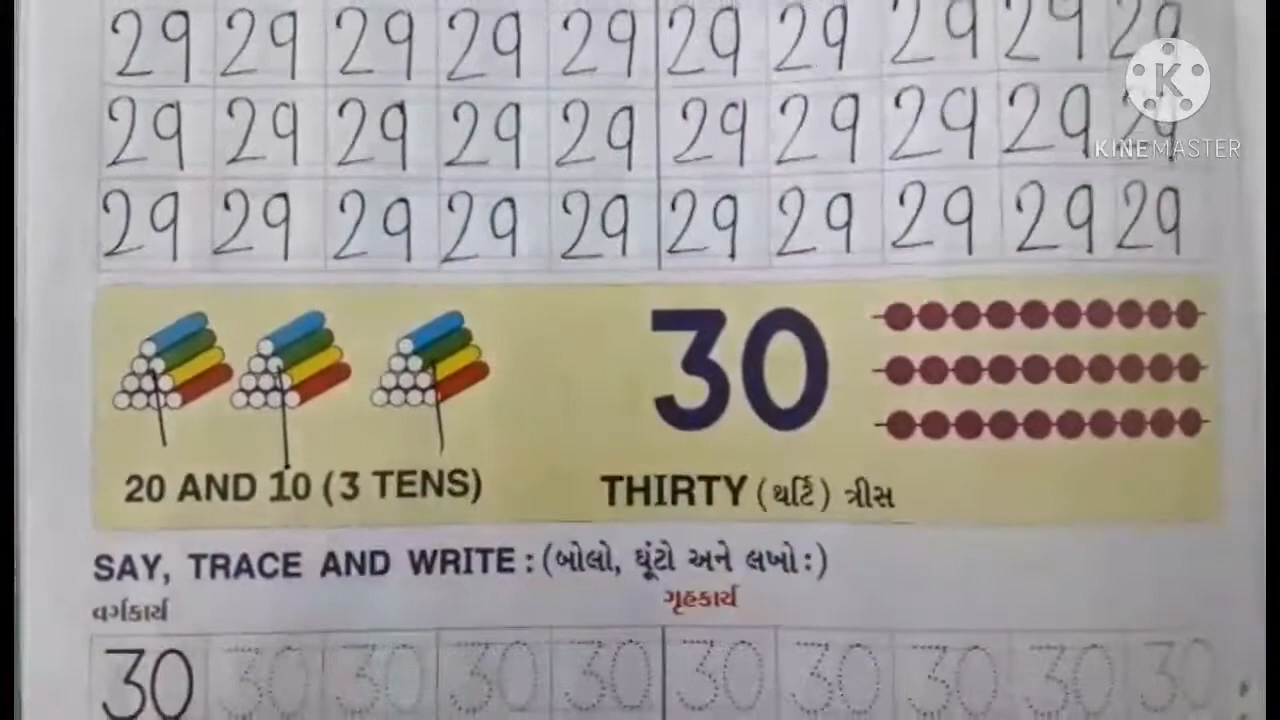 29 29 29 29 29 29 29 29 29 29
K
29 29 29 29 29 29 29 29 29 29
KINEMASTER
29 29 29 29 29 29 29 29 29 29
30
20 AND 10 (3 TENS)
THIRTY (થર્ટિ) ત્રીસ
SAY, TRACE AND WRITE : (બોલો, ઘૂંટો અને લખો :)
વર્ગકાર્ય ગૃહકાર્ય
30 30 30 30 30 30 30 30 30 30